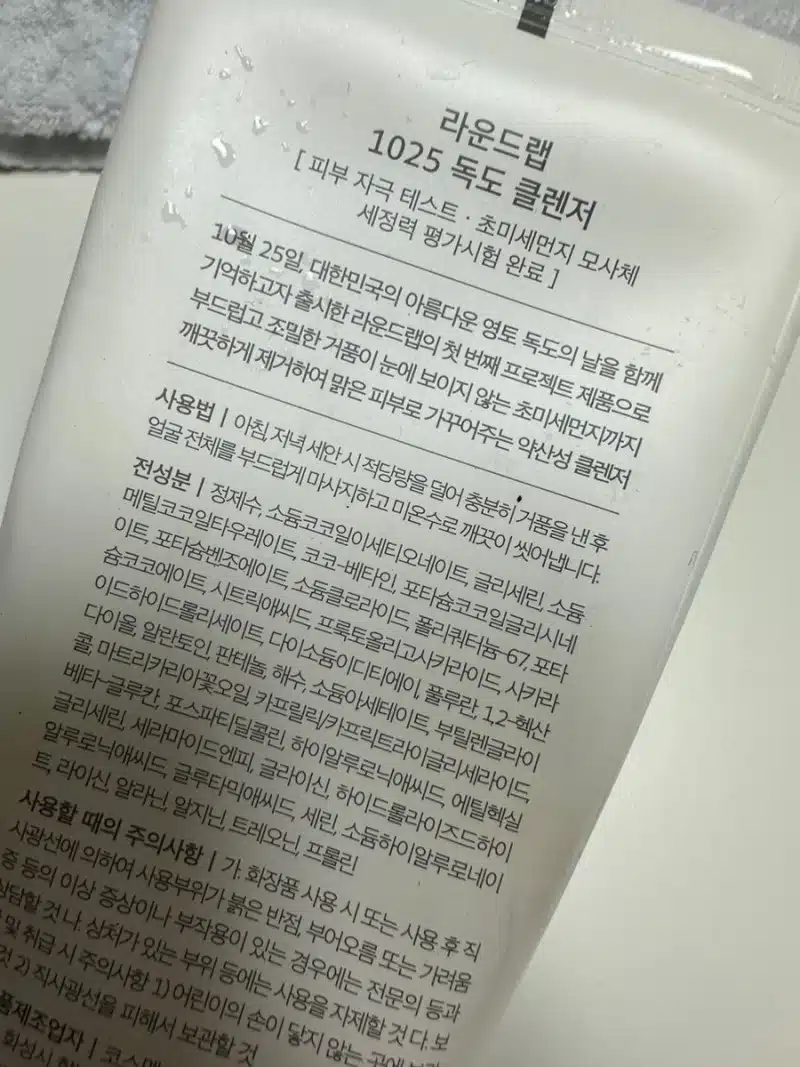 라운드랩
1025 독도 클렌저
[ 피부 자극 테스트 · 초미세먼지 모사체
세정력 평가시험 완료 ]
10월 25일, 대한민국의 아름다운 영토 독도의 날을 함께
기억하고자 출시한 라운드랩의 첫 번째 프로젝트 제품으로
부드럽고 조밀한 거품이 눈에 보이지 않는 초미세먼지까지
깨끗하게 제거하여 맑은 피부로 가꾸어주는 약산성 클렌저
사용법 | 아침, 저녁 세안 시 적당량을 덜어 충분히 거품을 낸 후
얼굴 전체를 부드럽게 마사지하고 미온수로 깨끗이 씻어냅니다.
전성분 | 정제수, 소듐코코일이세티오네이트, 글리세린, 소듐
메틸코코일타우레이트, 코코-베타인, 포타슘코코일글리시네
이트, 포타슘벤조에이트, 소듐클로라이드, 폴리쿼터늄-67, 포타
슘코코에이트, 시트릭애씨드, 프룩토올리고사카라이드, 사카라
이드하이드롤리세이트, 다이소듐이디티에이, 풀루란, 1,2-헥산
다이올, 알란토인, 판테놀, 해수, 소듐아세테이트, 부틸렌글라이
콜, 마트리카리아꽃오일, 카프릴릭/카프릭트라이글리세라이드,
베타-글루칸, 포스파티딜콜린, 하이알루로닉애씨드, 에틸헥실
글리세린, 세라마이드엔피, 글라이신, 하이드롤라이즈드하이
알루로닉애씨드, 글루타믹애씨드, 세린, 소듐하이알루로네이
트, 라이신, 알라닌, 알지닌, 트레오닌, 프롤린
사용할 때의 주의사항 | 가. 화장품 사용 시 또는 사용 후 직
사광선에 의하여 사용부위가 붉은 반점, 부어오름 또는 가려움
증 등의 이상 증상이나 부작용이 있는 경우에는 전문의 등과
상담할 것 나. 상처가 있는 부위 등에는 사용을 자제할 것 다. 보
및 취급 시 주의사항 1) 어린이의 손이 닿지 않는 곳에
것 2) 직사광선을 피해서 보관할 것
품제조업자 | 코스메
화성시